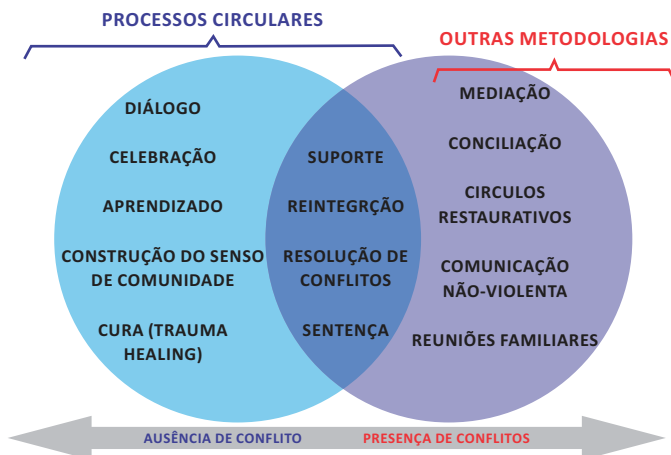 PROCESSOS CIRCULARES
OUTRAS METODOLOGIAS
DIÁLOGO
CELEBRAÇÃO
APRENDIZADO
CONSTRUÇÃO DO SENSO
DE COMUNIDADE
CURA (TRAUMA
HEALING)
SUPORTE
REINTEGRÇÃO
RESOLUÇÃO DE
CONFLITOS
SENTENÇA
MEDIAÇÃO
CONCILIAÇÃO
CIRCULOS
RESTAURATIVOS
COMUNICAÇÃO
NÃO-VIOLENTA
REUNIÕES FAMILIARES
AUSÊNCIA DE CONFLITO
PRESENÇA DE CONFLITOS